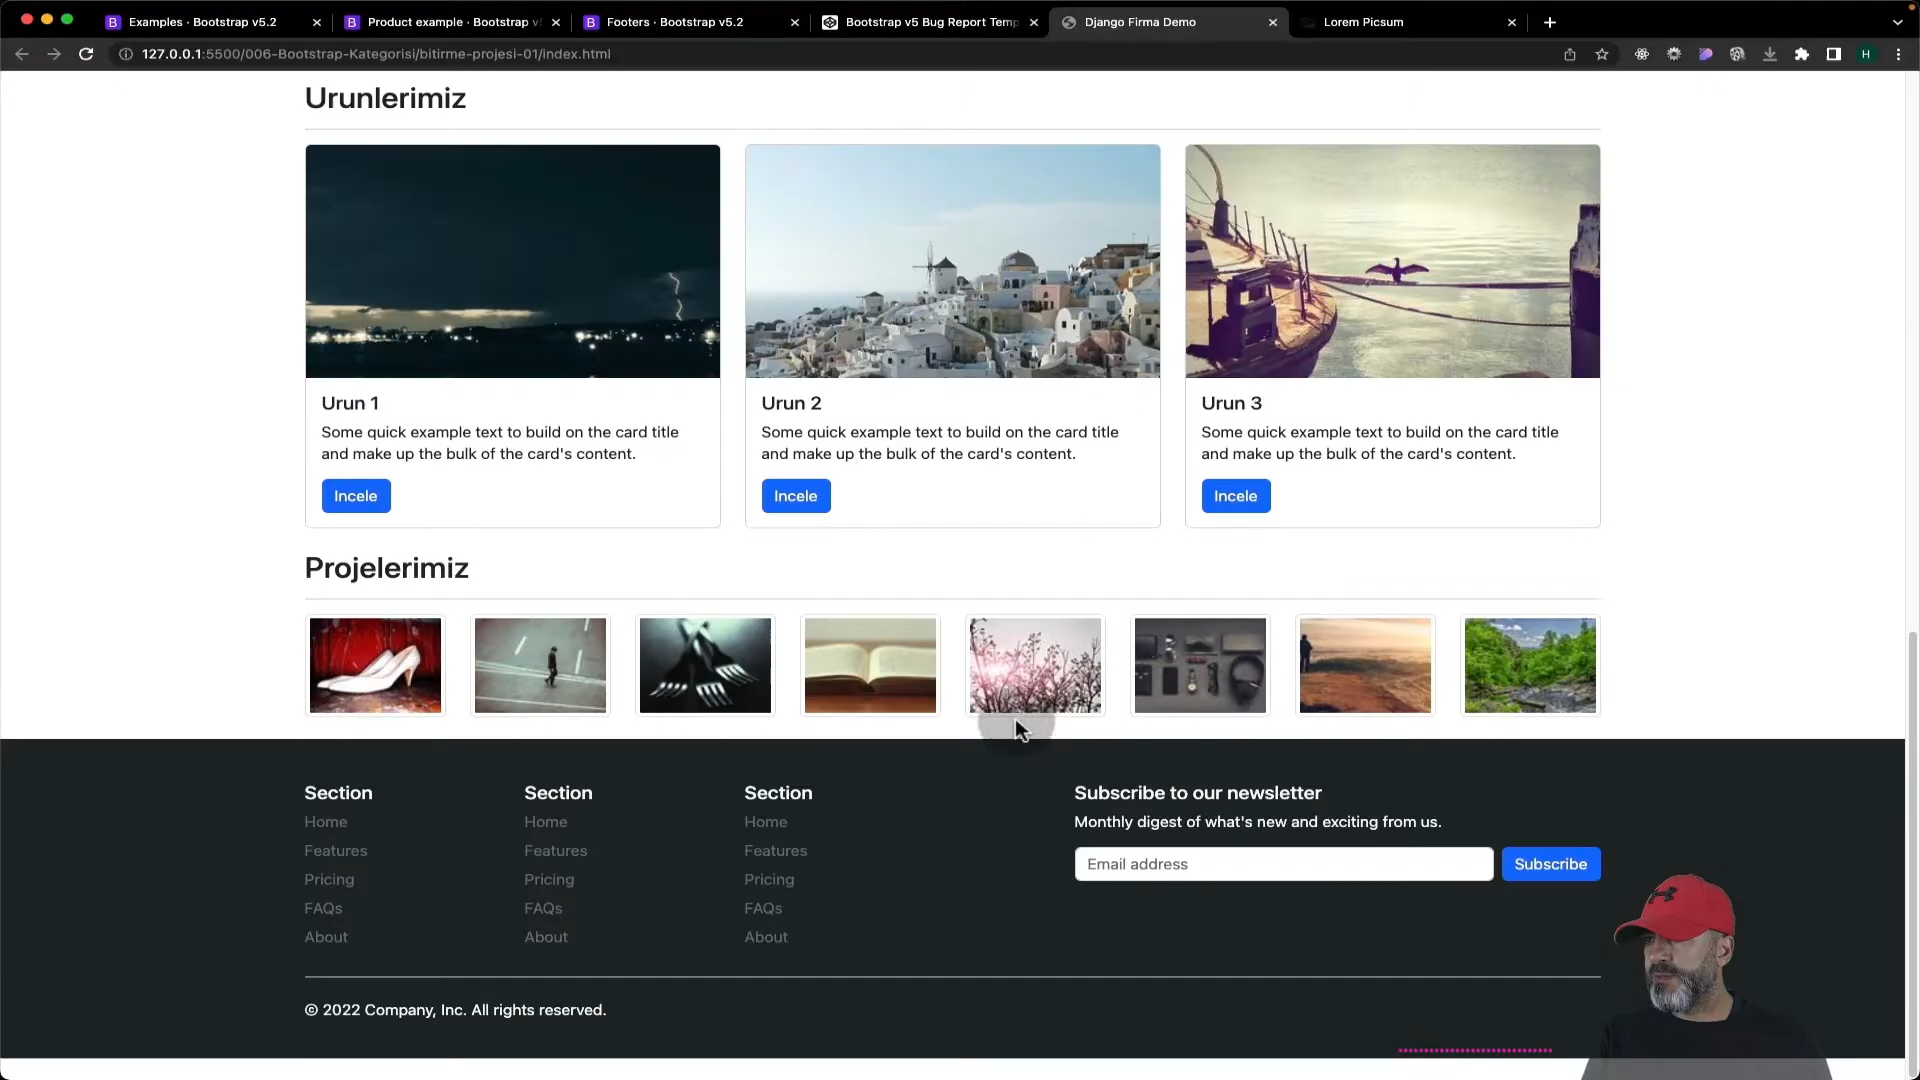 Examples · Bootstrap v5.2
Product example · Bootstrap v5
Footers · Bootstrap v5.2
Bootstrap v5 Bug Report Temp
Django Firma Demo
Lorem Picsum
127.0.0.1:5500/006-Bootstrap-Kategorisi/bitirme-projesi-01/index.html
H
Urunlerimiz
Urun 1
Some quick example text to build on the card title
and make up the bulk of the card's content.
Incele
Urun 2
Some quick example text to build on the card title
and make up the bulk of the card's content.
Incele
Urun 3
Some quick example text to build on the card title
and make up the bulk of the card's content.
Incele
Projelerimiz
Section
Home
Features
Pricing
FAQs
About
Section
Home
Features
Pricing
FAQs
About
Section
Home
Features
Pricing
FAQs
About
Subscribe to our newsletter
Monthly digest of what's new and exciting from us.
Email address
Subscribe
© 2022 Company, Inc. All rights reserved.